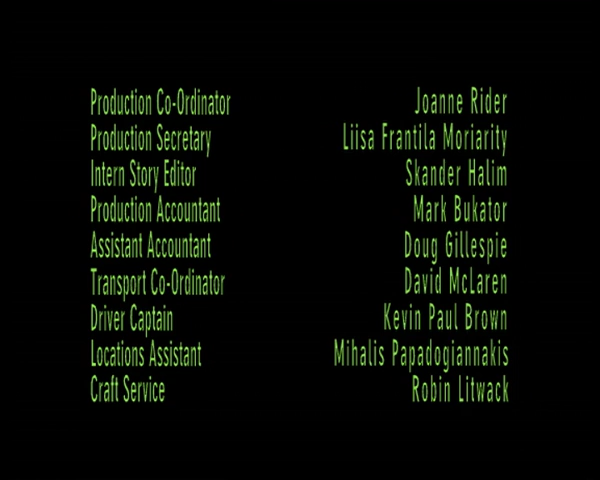 Production Co-Ordinator Joanne Rider
Production Secretary Liisa Frantila Moriarity
Intern Story Editor Skander Halim
Production Accountant Mark Bukator
Assistant Accountant Doug Gillespie
Transport Co-Ordinator David McLaren
Driver Captain Kevin Paul Brown
Locations Assistant Mihalis Papadogiannakis
Craft Service Robin Litwack